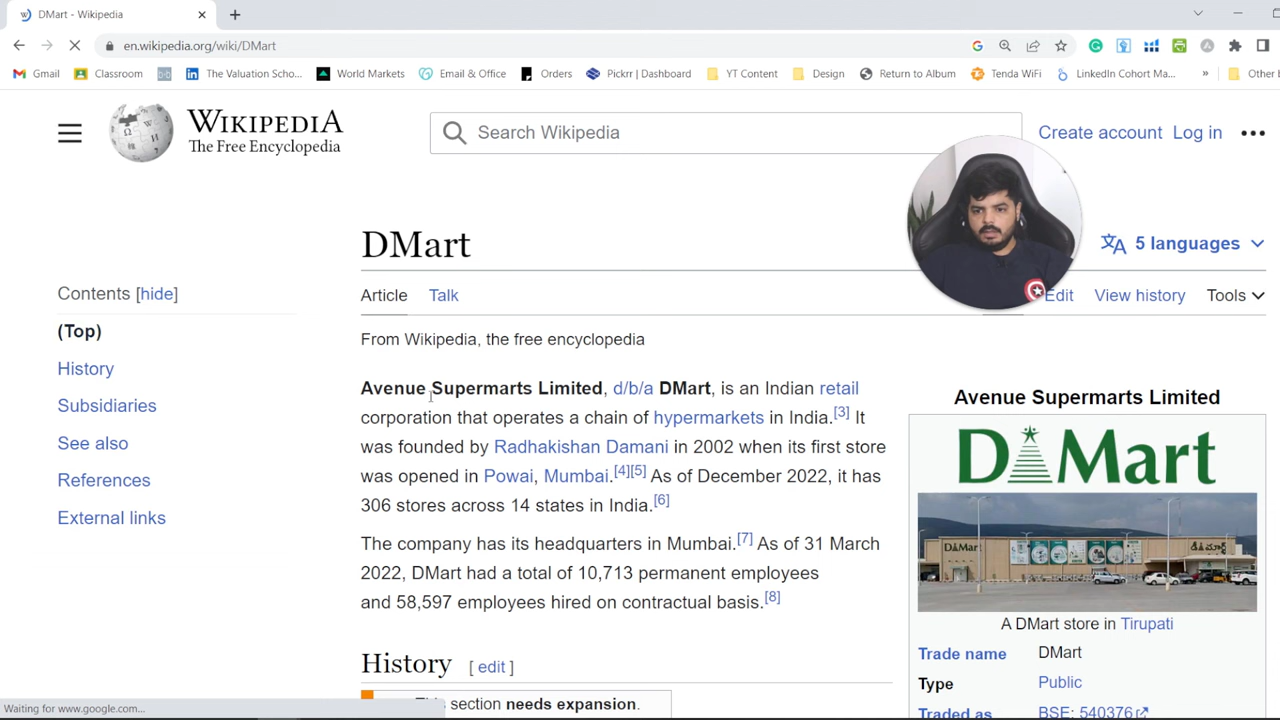 DMart - Wikipedia
en.wikipedia.org/wiki/DMart
Gmail Classroom The Valuation Scho... World Markets Email & Office Orders Pickrr | Dashboard YT Content Design Return to Album Tenda WiFi LinkedIn Cohort Ma... » Other b
WIKIPEDIA
The Free Encyclopedia
Search Wikipedia
Create account Log in
DMart
5 languages
Contents [hide]
(Top)
History
Subsidiaries
See also
References
External links
Article Talk
Edit View history Tools
From Wikipedia, the free encyclopedia
Avenue Supermarts Limited, d/b/a DMart, is an Indian retail
corporation that operates a chain of hypermarkets in India.[3] It
was founded by Radhakishan Damani in 2002 when its first store
was opened in Powai, Mumbai.[4][5] As of December 2022, it has
306 stores across 14 states in India.[6]
The company has its headquarters in Mumbai.[7] As of 31 March
2022, DMart had a total of 10,713 permanent employees
and 58,597 employees hired on contractual basis.[8]
History [ edit ]
This section needs expansion.
Avenue Supermarts Limited
DMart
DMart
A DMart store in Tirupati
Trade name DMart
Type Public
Traded as BSE: 540376
Waiting for www.google.com...